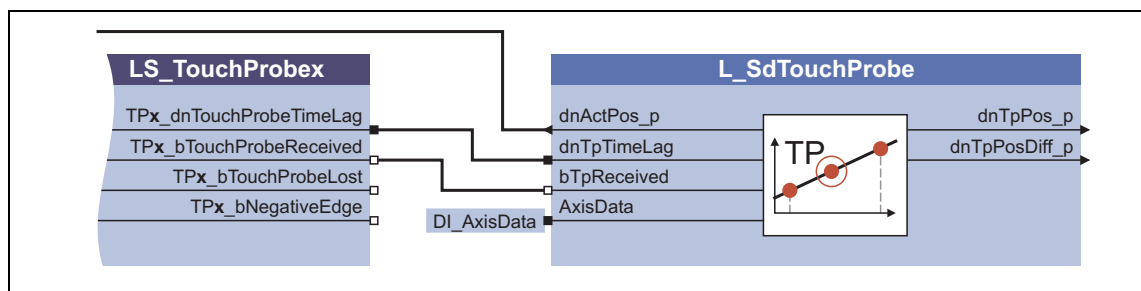 LS_TouchProbex
TPx_dnTouchProbeTimeLag
TPx_bTouchProbeReceived
TPx_bTouchProbeLost
TPx_bNegativeEdge
L_SdTouchProbe
dnActPos_p
dnTpTimeLag
bTpReceived
AxisData
DI_AxisData
TP
dnTpPos_p
dnTpPosDiff_p